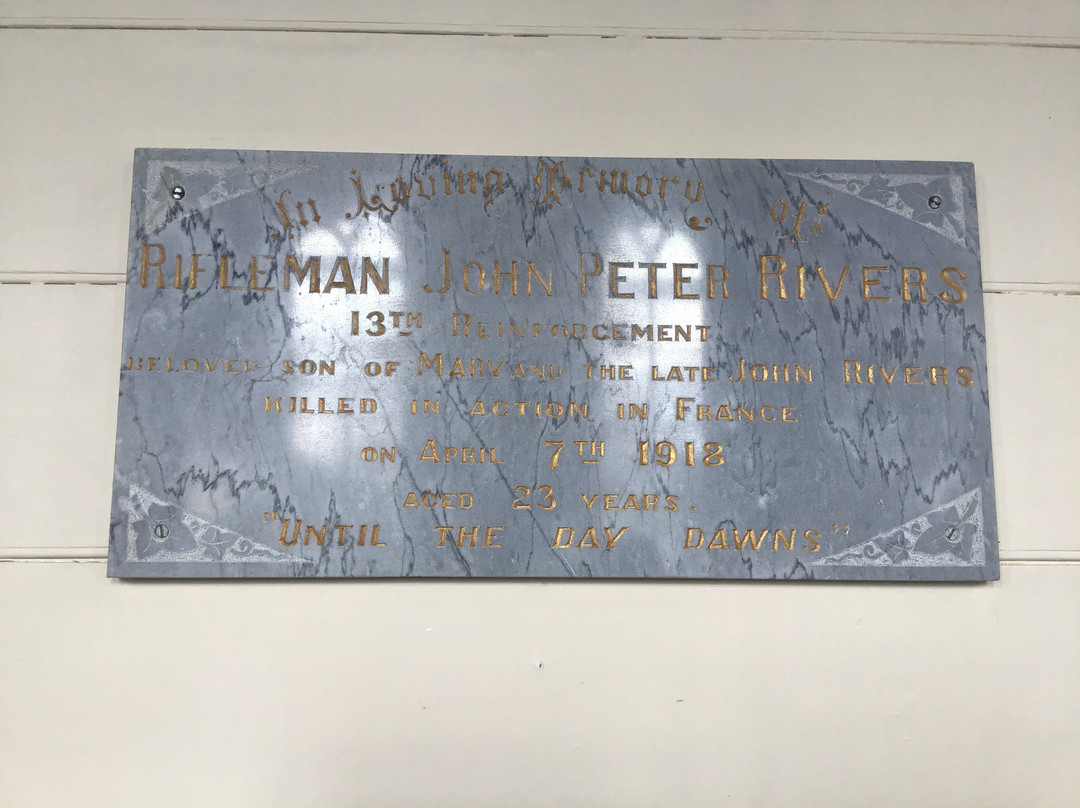 In Loving Memory of
RIFLEMAN JOHN PETER RIVERS
13TH REINFORCEMENT
BELOVED SON OF MARY AND THE LATE JOHN RIVERS
KILLED IN ACTION IN FRANCE
ON APRIL 7TH 1918
AGED 23 YEARS.
"UNTIL THE DAY DAWNS"